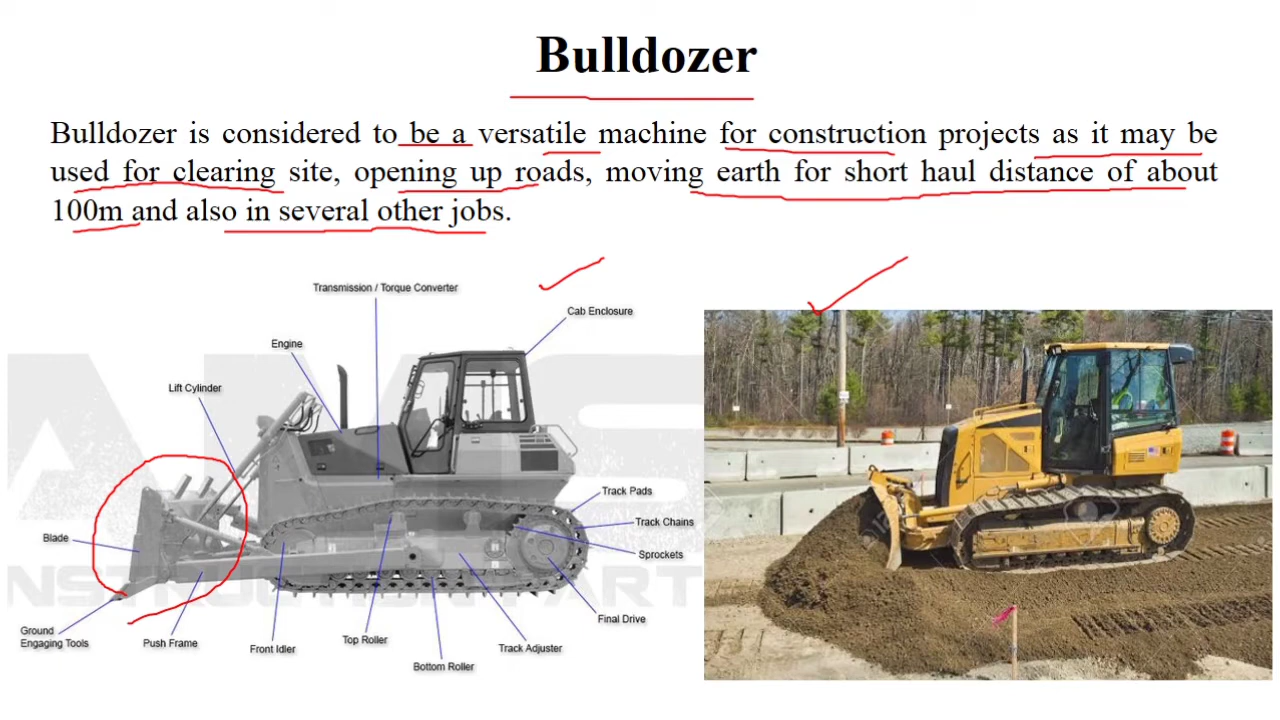 Bulldozer
Bulldozer is considered to be a versatile machine for construction projects as it may be
used for clearing site, opening up roads, moving earth for short haul distance of about
100m and also in several other jobs.
Transmission / Torque Converter
Cab Enclosure
Engine
Lift Cylinder
Track Pads
Track Chains
Blade
Sprockets
Final Drive
Ground
Engaging Tools
Push Frame
Front Idler
Top Roller
Track Adjuster
Bottom Roller